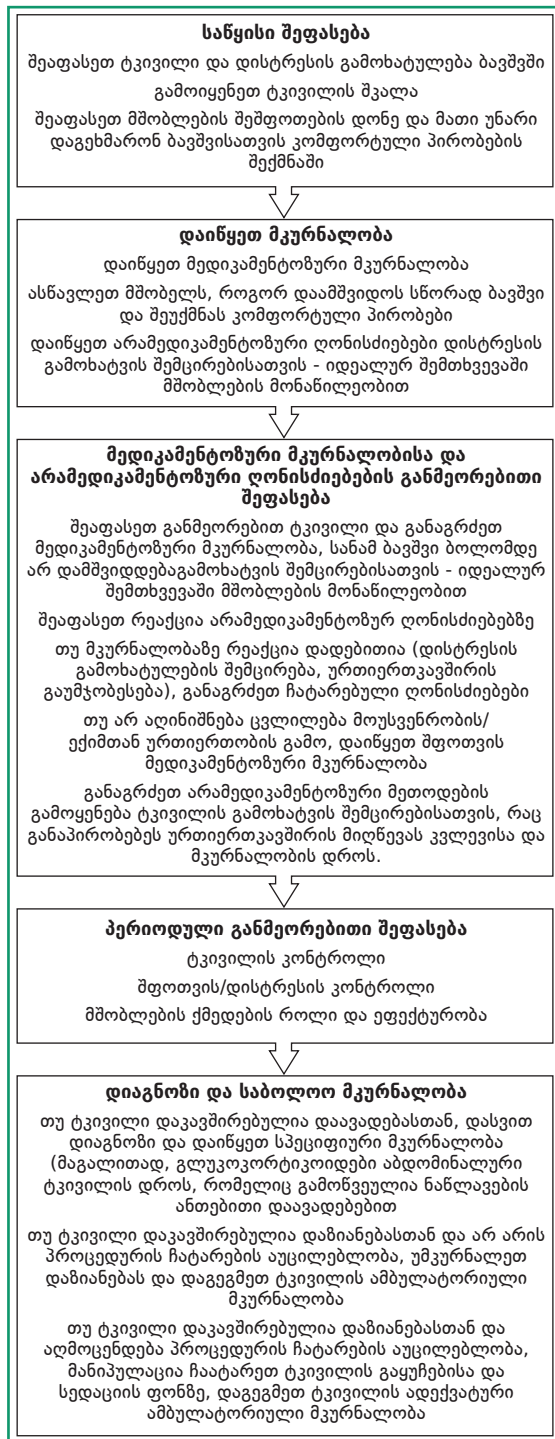 საწყისი შეფასება
შეაფასეთ ტკივილი და დისტრესის გამოხატულება ბავშვში
გამოიყენეთ ტკივილის შკალა
შეაფასეთ მშობლების შეშფოთების დონე და მათი უნარი
დაგეხმარონ ბავშვისათვის კომფორტული პირობების
შექმნაში
დაიწყეთ მკურნალობა
დაიწყეთ მედიკამენტოზური მკურნალობა
ასწავლეთ მშობელს, როგორ დაამშვიდოს სწორად ბავშვი
და შეუქმნას კომფორტული პირობები
დაიწყეთ არამედიკამენტოზური ღონისძიებები დისტრესის
გამოხატვის შემცირებისათვის - იდეალურ შემთხვევაში
მშობლების მონაწილეობით
მედიკამენტოზური მკურნალობისა და
არამედიკამენტოზური ღონისძიებების განმეორებითი
შეფასება
შეაფასეთ განმეორებით ტკივილი და განაგრძეთ
მედიკამენტოზური მკურნალობა, სანამ ბავშვი ბოლომდე
არ დამშვიდდებაგამოხატვის შემცირებისათვის - იდეალურ
შემთხვევაში მშობლების მონაწილეობით
შეაფასეთ რეაქცია არამედიკამენტოზურ ღონისძიებებზე
თუ მკურნალობაზე რეაქცია დადებითია (დისტრესის
გამოხატულების შემცირება, ურთიერთკავშირის
გაუმჯობესება), განაგრძეთ ჩატარებული ღონისძიებები
თუ არ აღინიშნება ცვლილება მოუსვენრობის/
ექიმთან ურთიერთობის გამო, დაიწყეთ შფოთვის
მედიკამენტოზური მკურნალობა
განაგრძეთ არამედიკამენტოზური მეთოდების
გამოყენება ტკივილის გამოხატვის შემცირებისათვის, რაც
განაპირობებეს ურთიერთკავშირის მიღწევას კვლევისა და
მკურნალობის დროს.
პერიოდული განმეორებითი შეფასება
ტკივილის კონტროლი
შფოთვის/დისტრესის კონტროლი
მშობლების ქმედების როლი და ეფექტურობა
დიაგნოზი და საბოლოო მკურნალობა
თუ ტკივილი დაკავშირებულია დაავადებასთან, დასვით
დიაგნოზი და დაიწყეთ სპეციფიური მკურნალობა
(მაგალითად, გლუკოკორტიკოიდები აბდომინალური
ტკივილის დროს, რომელიც გამოწვეულია ნაწლავების
ანთებითი დაავადებებით
თუ ტკივილი დაკავშირებულია დაზიანებასთან და არ არის
პროცედურის ჩატარების აუცილებლობა, უმკურნალეთ
დაზიანებას და დაგეგმეთ ტკივილის ამბულატორიული
მკურნალობა
თუ ტკივილი დაკავშირებულია დაზიანებასთან და
აღმოცენდება პროცედურის ჩატარების აუცილებლობა,
მანიპულაცია ჩაატარეთ ტკივილის გაყუჩებისა და
სედაციის ფონზე, დაგეგმეთ ტკივილის ადექვატური
ამბულატორიული მკურნალობა